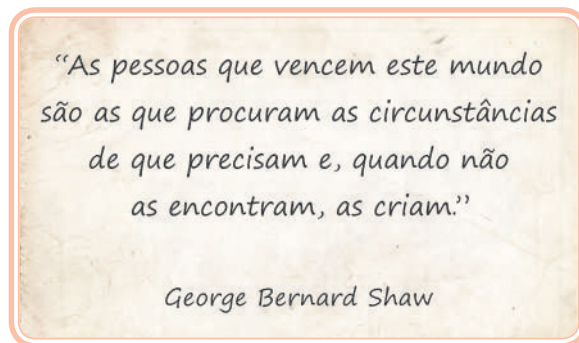 “As pessoas que vencem este mundo
são as que procuram as circunstâncias
de que precisam e, quando não
as encontram, as criam.”
George Bernard Shaw